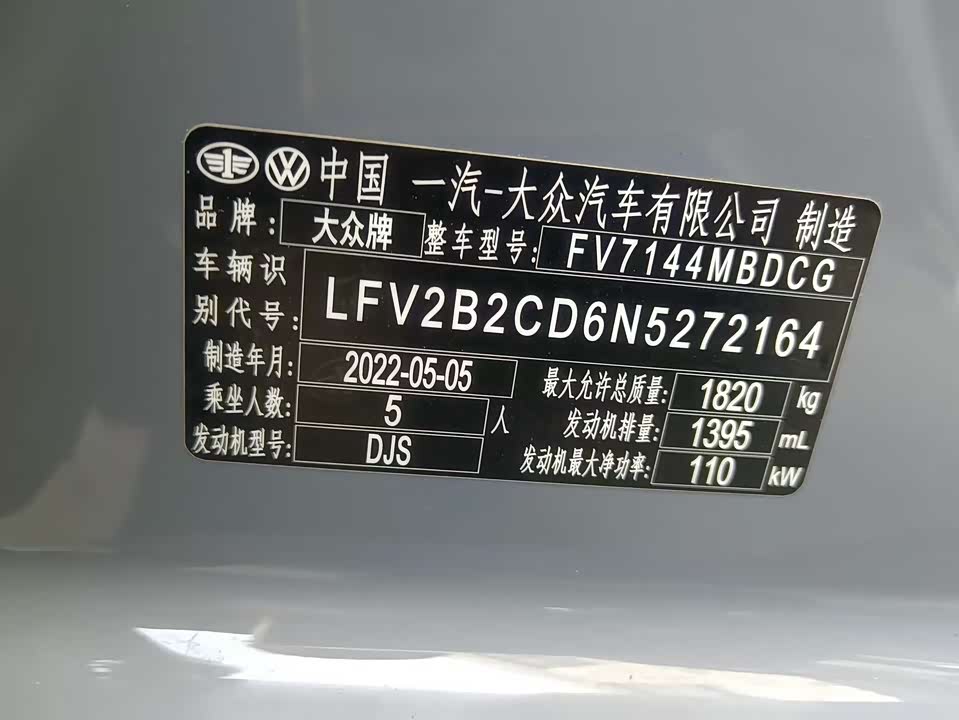 中国 一汽-大众汽车有限公司 制造
品牌: 大众牌 整车型号: FV7144MBDCG
车辆识
别代号: LFV2B2CD6N5272164
制造年月: 2022-05-05 最大允许总质量: 1820 kg
乘坐人数: 5 人 发动机排量: 1395 mL
发动机型号: DJS 发动机最大净功率: 110 kW